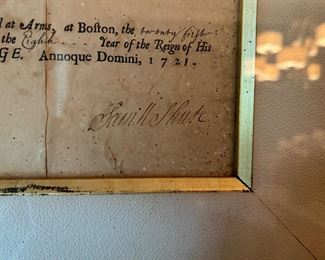 l at Arms, at Boſton, the twenty first
the Eighth Year of the Reign of His
GE. Annoque Domini, 1721.
Samll Shute